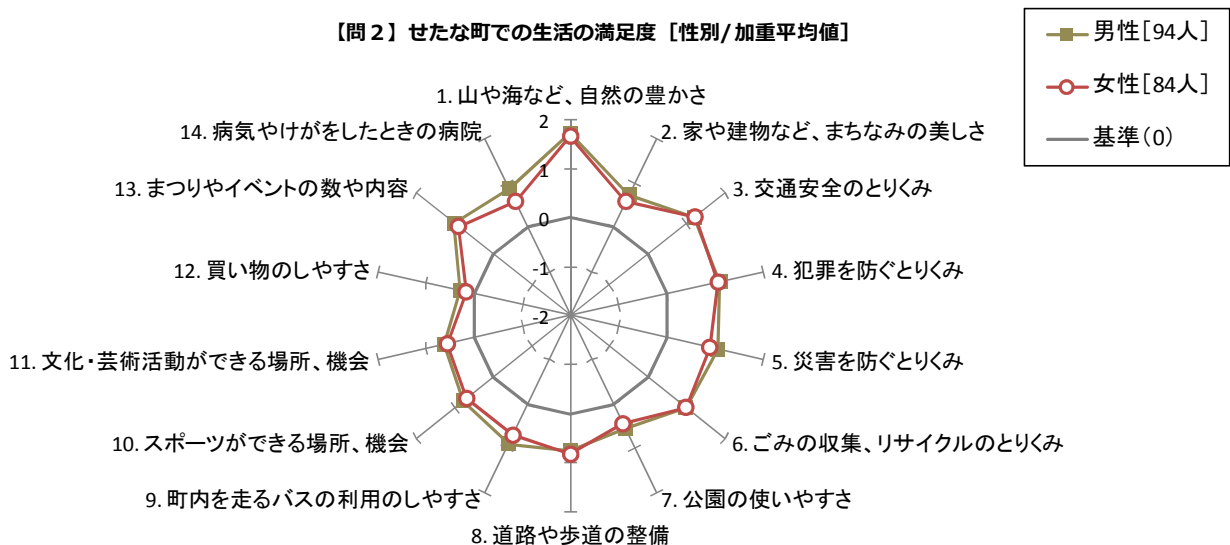 【問２】せたな町での生活の満足度［性別/加重平均値］
男性［94人］
女性［84人］
基準（0）
1. 山や海など、自然の豊かさ
2. 家や建物など、まちなみの美しさ
3. 交通安全のとりくみ
4. 犯罪を防ぐとりくみ
5. 災害を防ぐとりくみ
6. ごみの収集、リサイクルのとりくみ
7. 公園の使いやすさ
8. 道路や歩道の整備
9. 町内を走るバスの利用のしやすさ
10. スポーツができる場所、機会
11. 文化・芸術活動ができる場所、機会
12. 買い物のしやすさ
13. まつりやイベントの数や内容
14. 病気やけがをしたときの病院
2
1
0
-1
-2